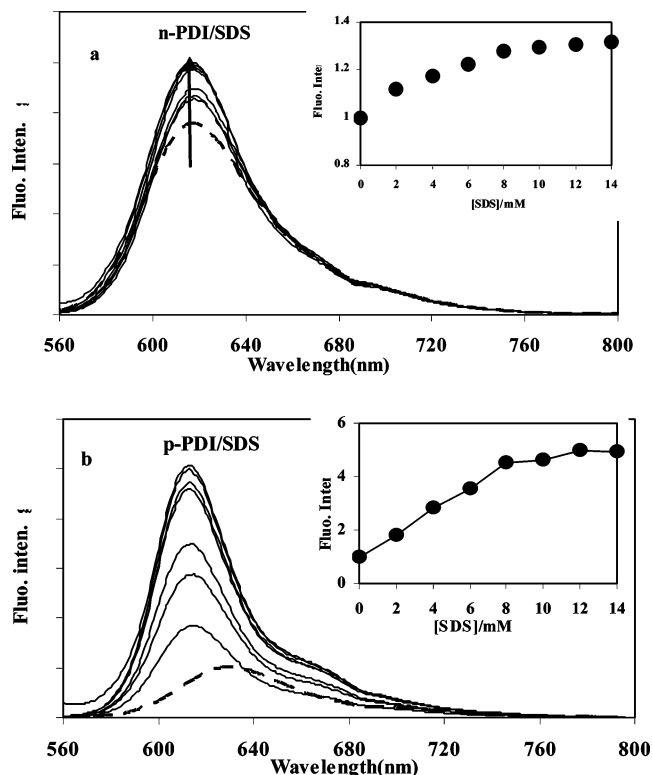 n-PDI/SDS
a
Fluo. Inten.
1.4
1.2
1
0.8
Fluo. Inte
0 2 4 6 8 10 12 14
[SDS]/mM
560 600 640 680 720 760 800
Wavelength(nm)
p-PDI/SDS
b
Fluo. inten.
6
4
2
0
Fluo. Inter
0 2 4 6 8 10 12 14
[SDS]/mM
560 600 640 680 720 760 800
Wavelength(nm)